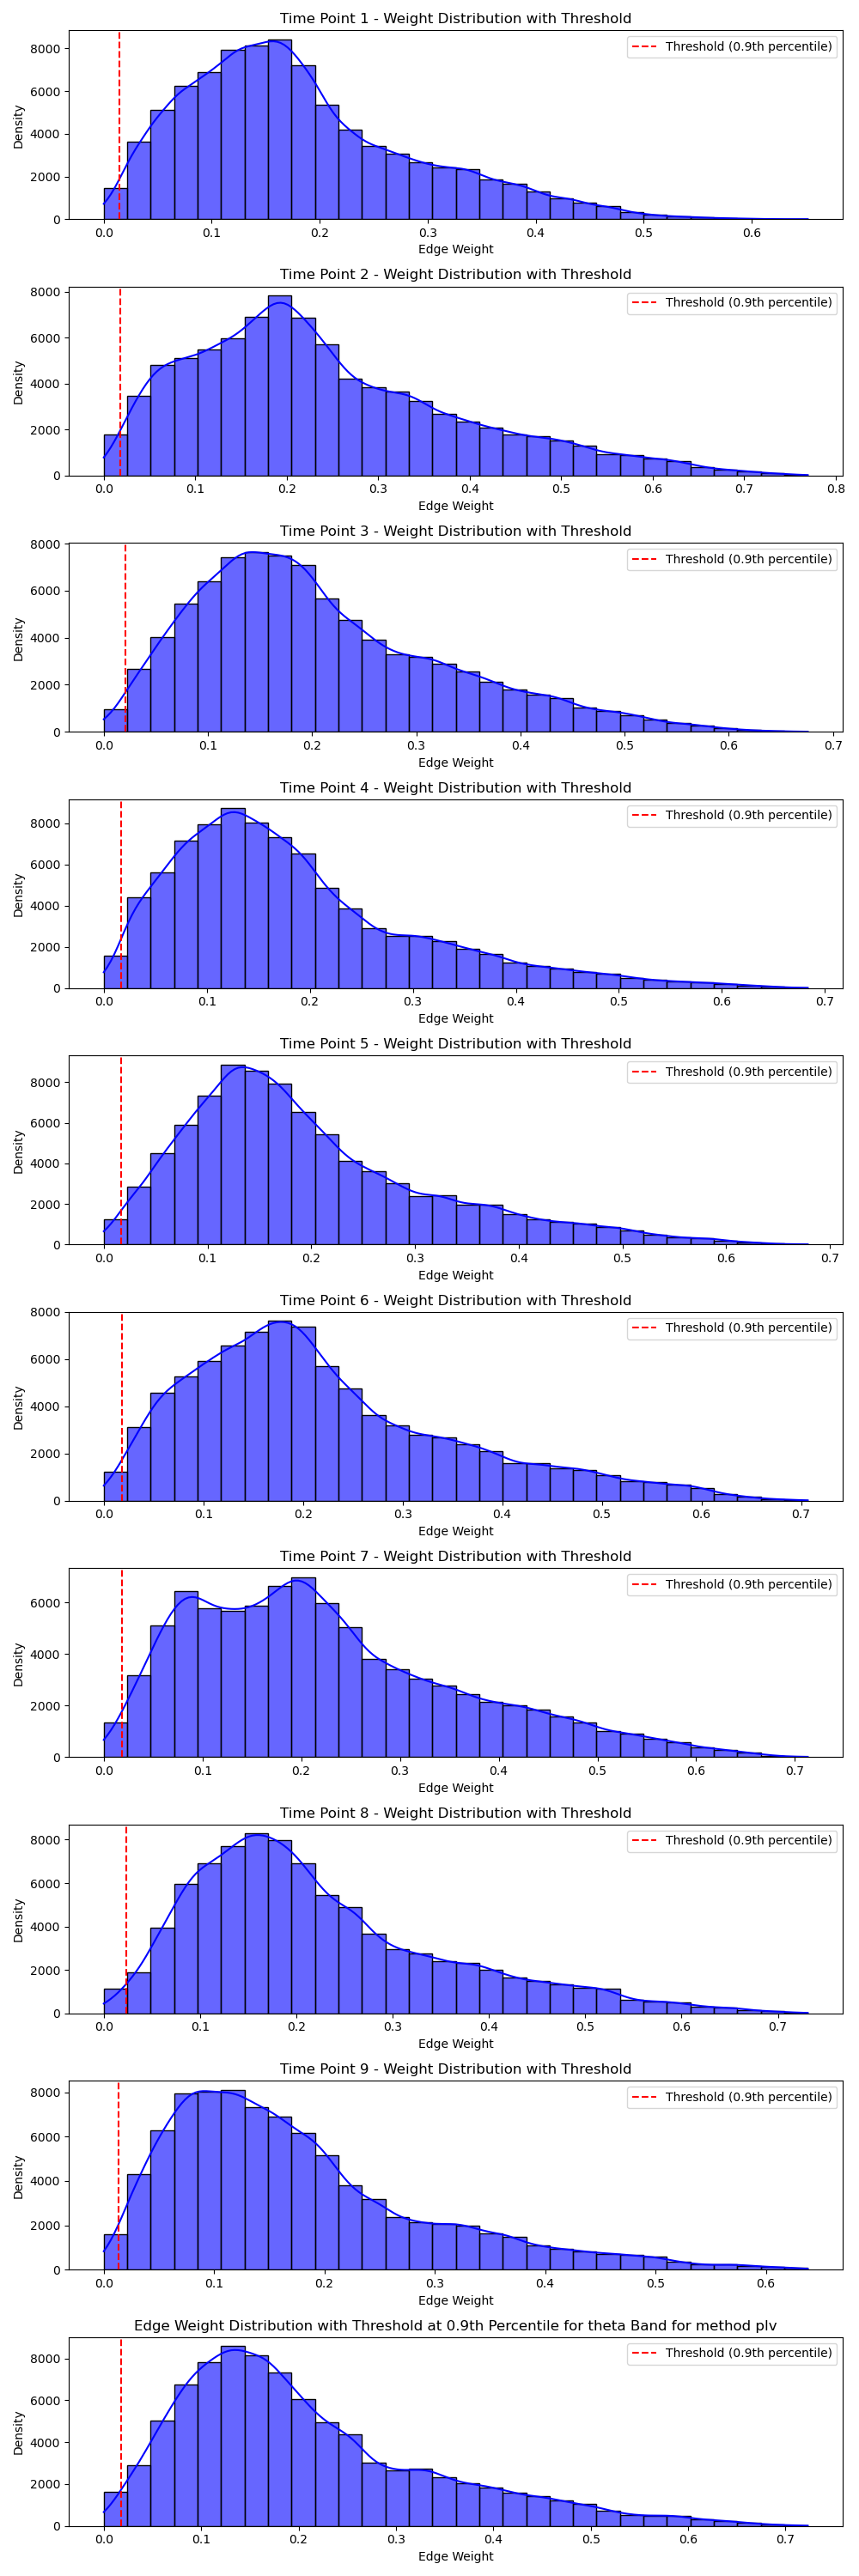 Time Point 1 - Weight Distribution with Threshold
Threshold (0.9th percentile)
Density
8000
6000
4000
2000
0
0.0 0.1 0.2 0.3 0.4 0.5 0.6
Edge Weight
Time Point 2 - Weight Distribution with Threshold
Threshold (0.9th percentile)
Density
8000
6000
4000
2000
0
0.0 0.1 0.2 0.3 0.4 0.5 0.6 0.7 0.8
Edge Weight
Time Point 3 - Weight Distribution with Threshold
Threshold (0.9th percentile)
Density
8000
6000
4000
2000
0
0.0 0.1 0.2 0.3 0.4 0.5 0.6 0.7
Edge Weight
Time Point 4 - Weight Distribution with Threshold
Threshold (0.9th percentile)
Density
8000
6000
4000
2000
0
0.0 0.1 0.2 0.3 0.4 0.5 0.6 0.7
Edge Weight
Time Point 5 - Weight Distribution with Threshold
Threshold (0.9th percentile)
Density
8000
6000
4000
2000
0
0.0 0.1 0.2 0.3 0.4 0.5 0.6 0.7
Edge Weight
Time Point 6 - Weight Distribution with Threshold
Threshold (0.9th percentile)
Density
8000
6000
4000
2000
0
0.0 0.1 0.2 0.3 0.4 0.5 0.6 0.7
Edge Weight
Time Point 7 - Weight Distribution with Threshold
Threshold (0.9th percentile)
Density
6000
4000
2000
0
0.0 0.1 0.2 0.3 0.4 0.5 0.6 0.7
Edge Weight
Time Point 8 - Weight Distribution with Threshold
Threshold (0.9th percentile)
Density
8000
6000
4000
2000
0
0.0 0.1 0.2 0.3 0.4 0.5 0.6 0.7
Edge Weight
Time Point 9 - Weight Distribution with Threshold
Threshold (0.9th percentile)
Density
8000
6000
4000
2000
0
0.0 0.1 0.2 0.3 0.4 0.5 0.6
Edge Weight
Edge Weight Distribution with Threshold at 0.9th Percentile for theta Band for method plv
Threshold (0.9th percentile)
Density
8000
6000
4000
2000
0
0.0 0.1 0.2 0.3 0.4 0.5 0.6 0.7
Edge Weight